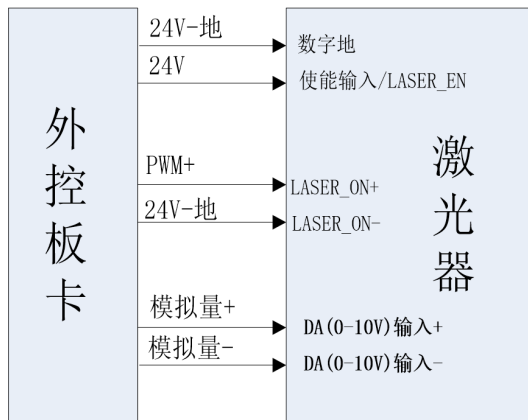 外控板卡
24V-地
数字地
24V
使能输入/LASER_EN
激光器
PWM+
LASER_ON+
24V-地
LASER_ON-
模拟量+
DA(0-10V)输入+
模拟量-
DA(0-10V)输入-